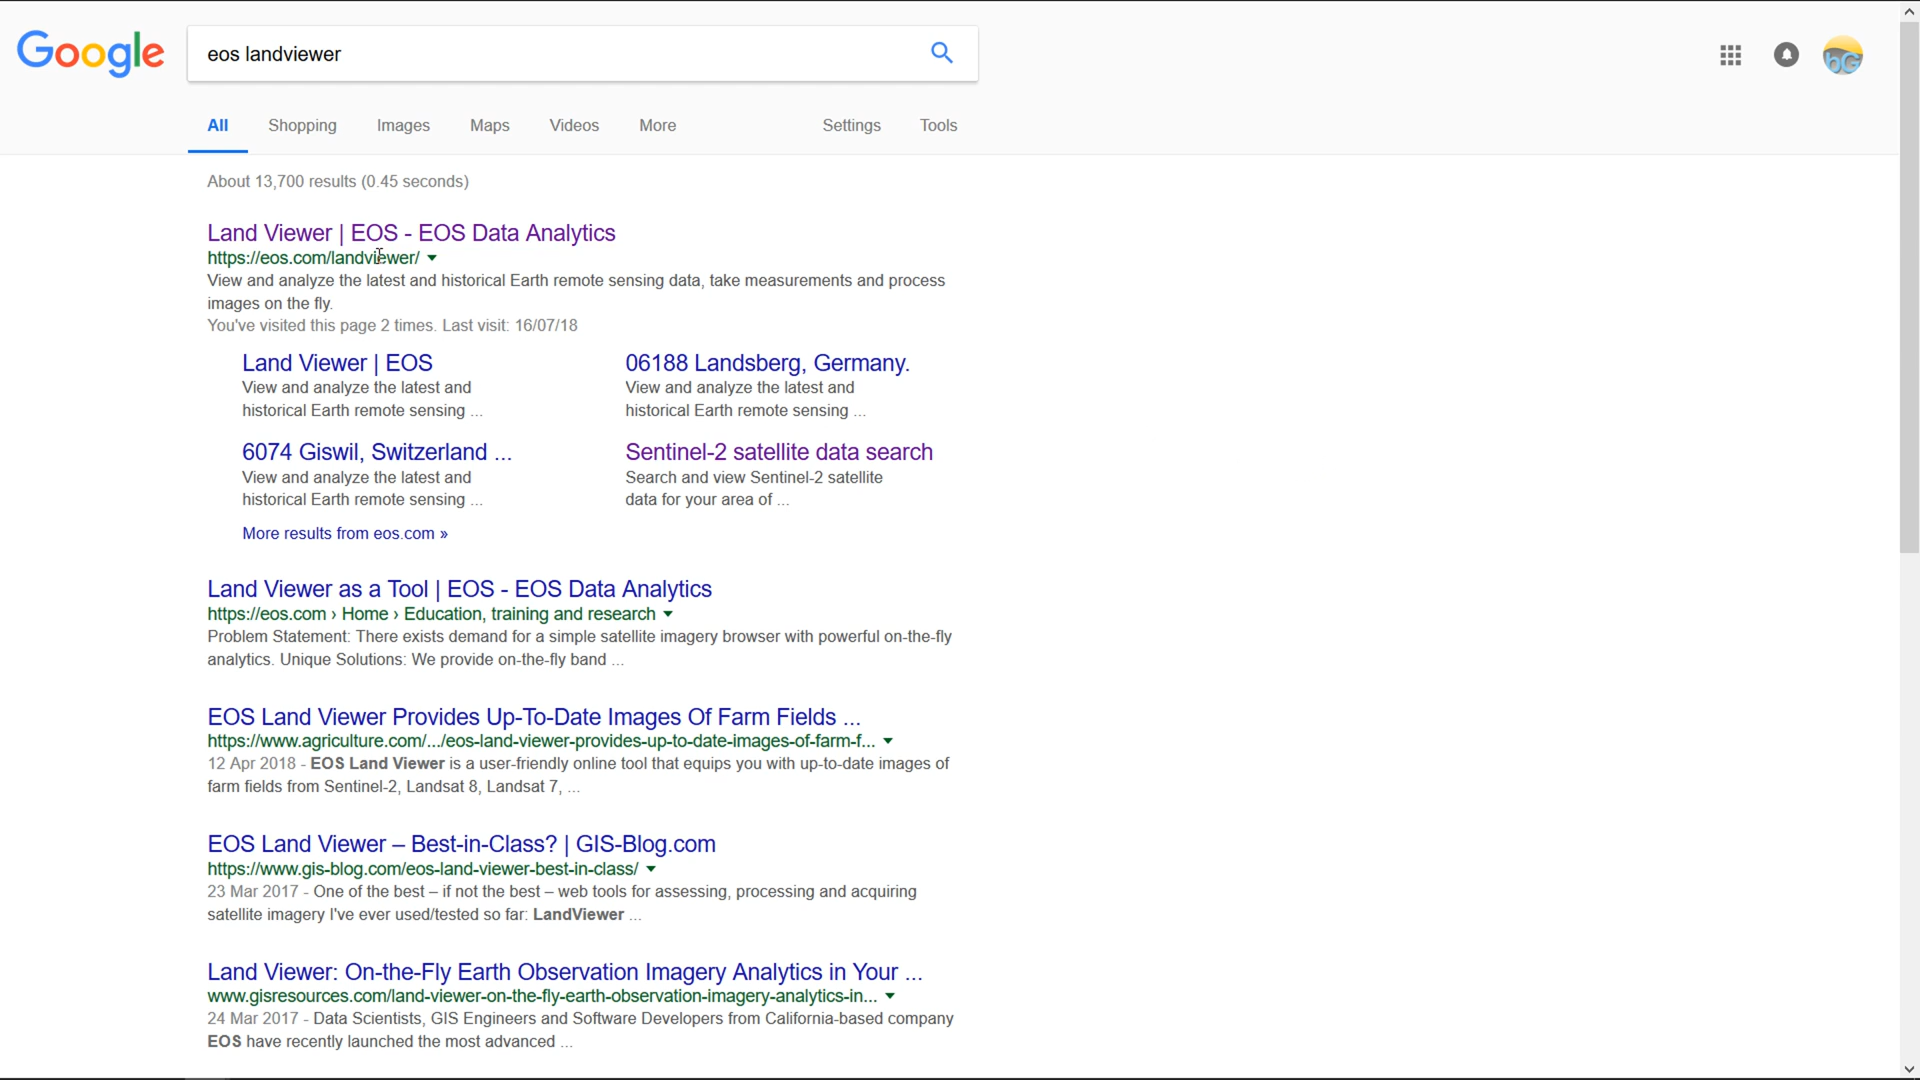 Google
eos landviewer
bG
All Shopping Images Maps Videos More Settings Tools
About 13,700 results (0.45 seconds)
Land Viewer | EOS - EOS Data Analytics
https://eos.com/landviewer/
View and analyze the latest and historical Earth remote sensing data, take measurements and process
images on the fly.
You've visited this page 2 times. Last visit: 16/07/18
Land Viewer | EOS
View and analyze the latest and
historical Earth remote sensing ...
06188 Landsberg, Germany.
View and analyze the latest and
historical Earth remote sensing ...
6074 Giswil, Switzerland ...
View and analyze the latest and
historical Earth remote sensing ...
Sentinel-2 satellite data search
Search and view Sentinel-2 satellite
data for your area of ...
More results from eos.com »
Land Viewer as a Tool | EOS - EOS Data Analytics
https://eos.com › Home › Education, training and research
Problem Statement: There exists demand for a simple satellite imagery browser with powerful on-the-fly
analytics. Unique Solutions: We provide on-the-fly band ...
EOS Land Viewer Provides Up-To-Date Images Of Farm Fields ...
https://www.agriculture.com/.../eos-land-viewer-provides-up-to-date-images-of-farm-f...
12 Apr 2018 - EOS Land Viewer is a user-friendly online tool that equips you with up-to-date images of
farm fields from Sentinel-2, Landsat 8, Landsat 7, ...
EOS Land Viewer – Best-in-Class? | GIS-Blog.com
https://www.gis-blog.com/eos-land-viewer-best-in-class/
23 Mar 2017 - One of the best – if not the best – web tools for assessing, processing and acquiring
satellite imagery I've ever used/tested so far: LandViewer ...
Land Viewer: On-the-Fly Earth Observation Imagery Analytics in Your ...
www.gisresources.com/land-viewer-on-the-fly-earth-observation-imagery-analytics-in...
24 Mar 2017 - Data Scientists, GIS Engineers and Software Developers from California-based company
EOS have recently launched the most advanced ...